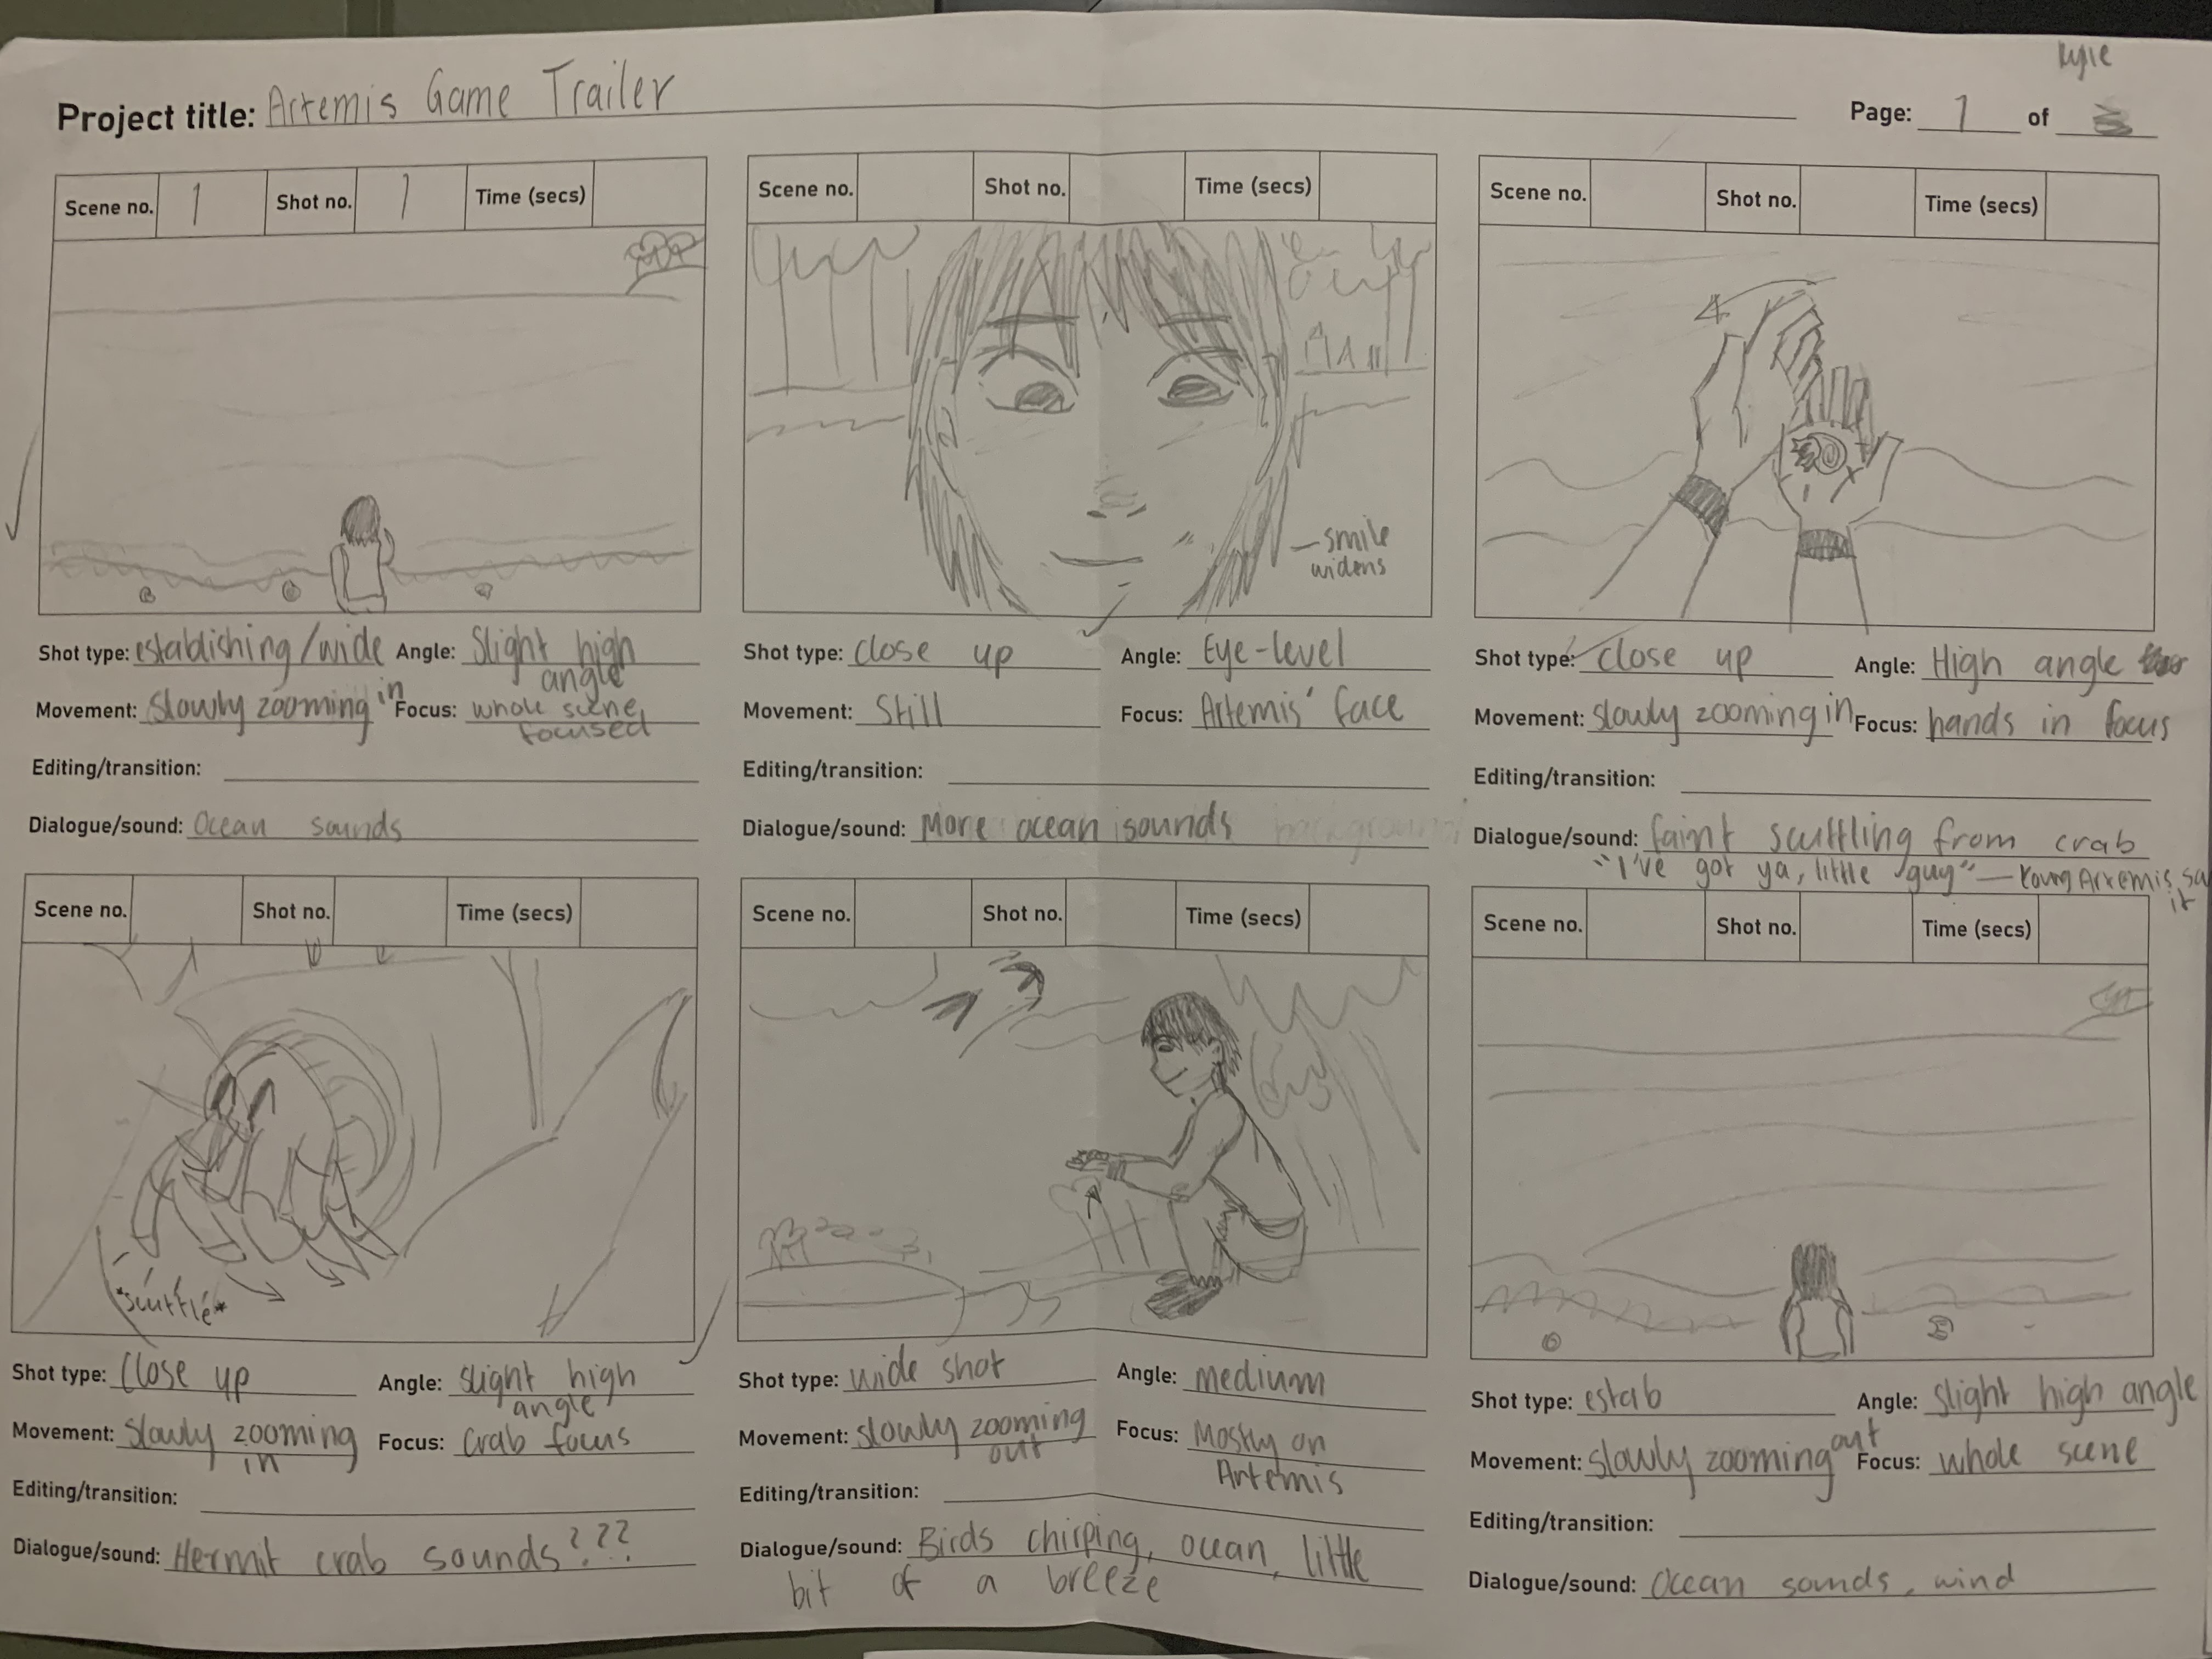 Kylie
Project title: Artemis Game Trailer
Page: 1 of
Scene no. 1 Shot no. 1 Time (secs)
Shot type: establishing/wide Angle: Slight high
angle
Movement: Slowly zooming in Focus: whole scene
focused
Editing/transition:
Dialogue/sound: Ocean sounds
Scene no. Shot no. Time (secs)
smile
widens
Shot type: close up Angle: Eye-level
Movement: Still Focus: Artemis' face
Editing/transition:
Dialogue/sound: More ocean sounds background
Scene no. Shot no. Time (secs)
Shot type: close up Angle: High angle
Movement: slowly zooming in Focus: hands in focus
Editing/transition:
Dialogue/sound: faint scuttling from crab
"I've got ya, little guy" — Young Artemis
it
Scene no. Shot no. Time (secs)
*scuttle*
Shot type: Close up Angle: slight high
angle
Movement: Slowly zooming Focus: crab focus
in
Editing/transition:
Dialogue/sound: Hermit crab sounds???
Scene no. Shot no. Time (secs)
Shot type: wide shot Angle: medium
Movement: slowly zooming Focus: Mostly on
out Artemis
Editing/transition:
Dialogue/sound: Birds chirping, ocean, little
bit of a breeze
Scene no. Shot no. Time (secs)
Shot type: estab Angle: slight high angle
Movement: slowly zooming out Focus: whole scene
Editing/transition:
Dialogue/sound: Ocean sounds, wind